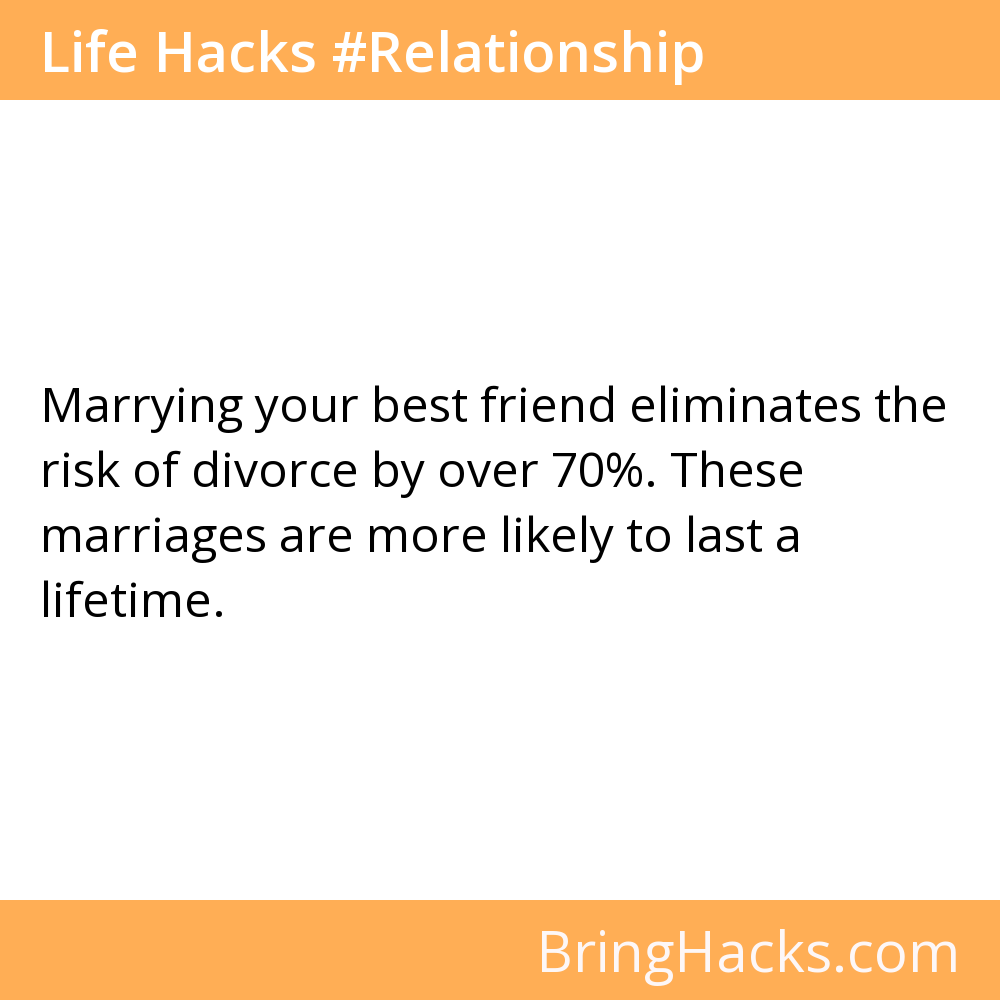 Life Hacks #Relationship
Marrying your best friend eliminates the
risk of divorce by over 70%. These
marriages are more likely to last a
lifetime.
BringHacks.com